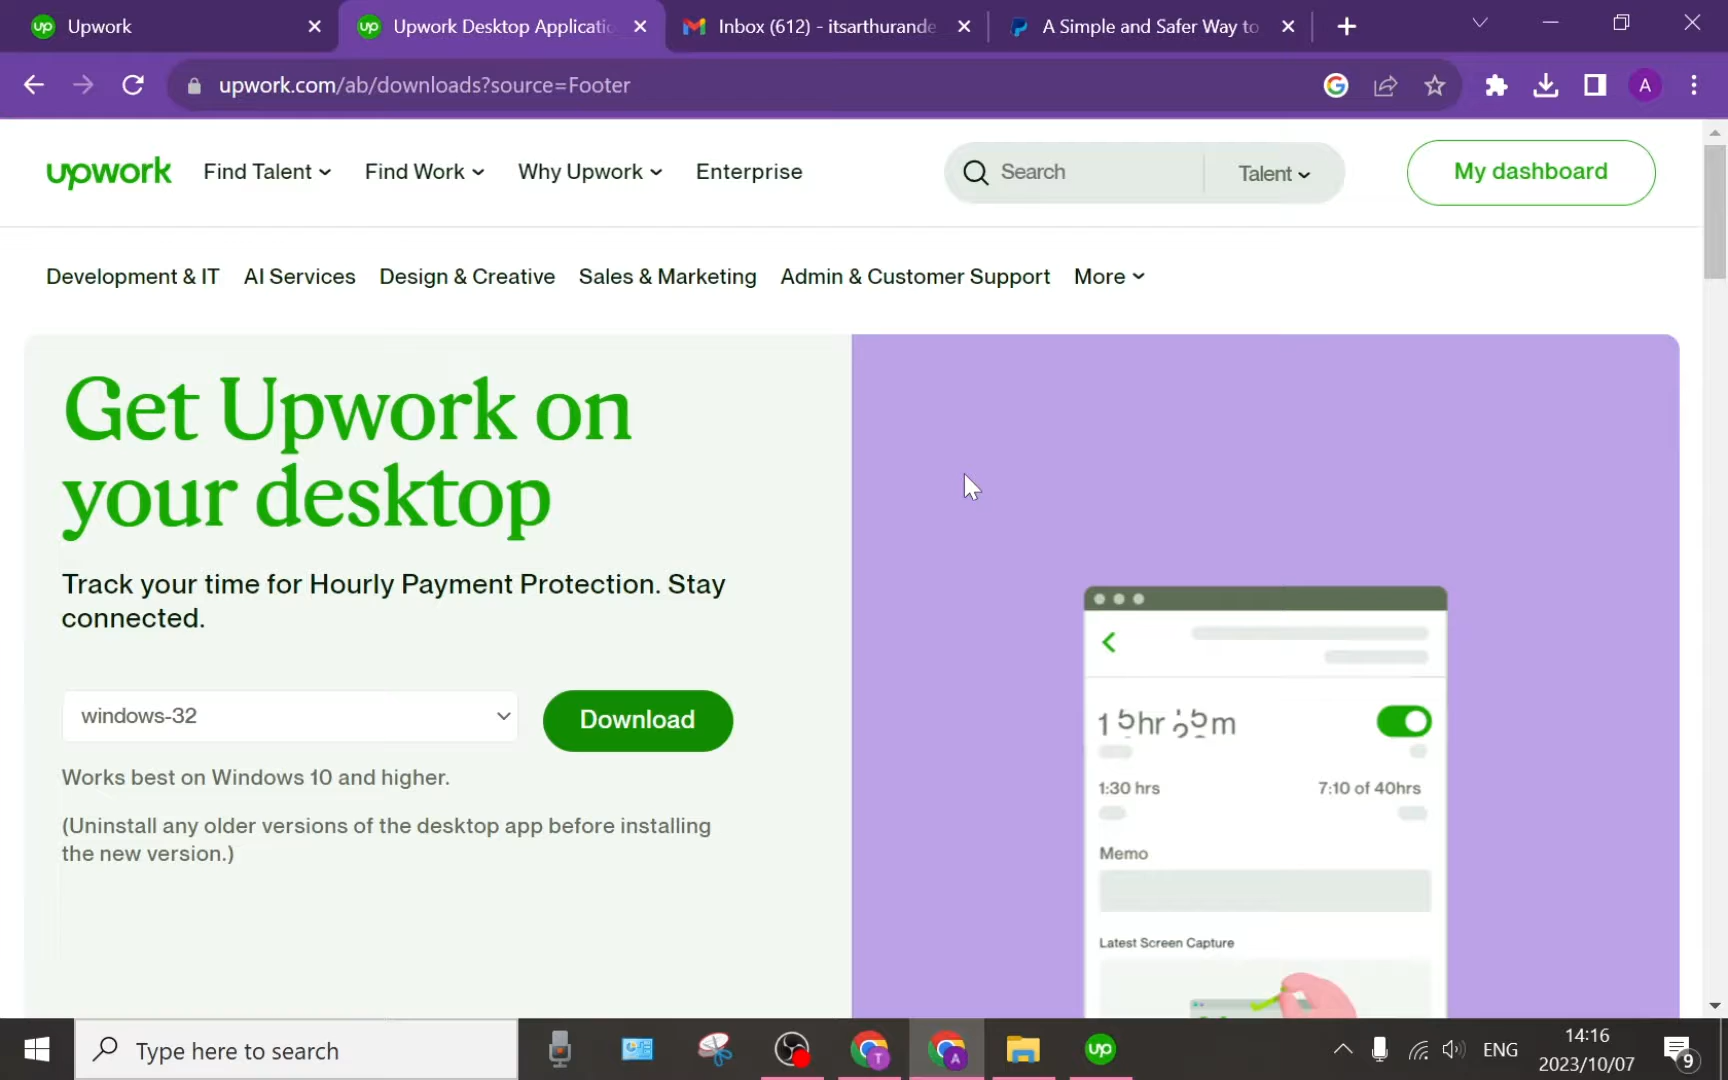 Upwork
Upwork Desktop Applicatio
Inbox (612) - itsarthurande
A Simple and Safer Way to
upwork.com/ab/downloads?source=Footer
A
upwork
Find Talent
Find Work
Why Upwork
Enterprise
Search
Talent
My dashboard
Development & IT
AI Services
Design & Creative
Sales & Marketing
Admin & Customer Support
More
Get Upwork on
your desktop
Track your time for Hourly Payment Protection. Stay
connected.
windows-32
Download
Works best on Windows 10 and higher.
(Uninstall any older versions of the desktop app before installing
the new version.)
1:30 hrs
7:10 of 40hrs
Memo
Latest Screen Capture
Type here to search
T
A
up
ENG
14:16
2023/10/07
9